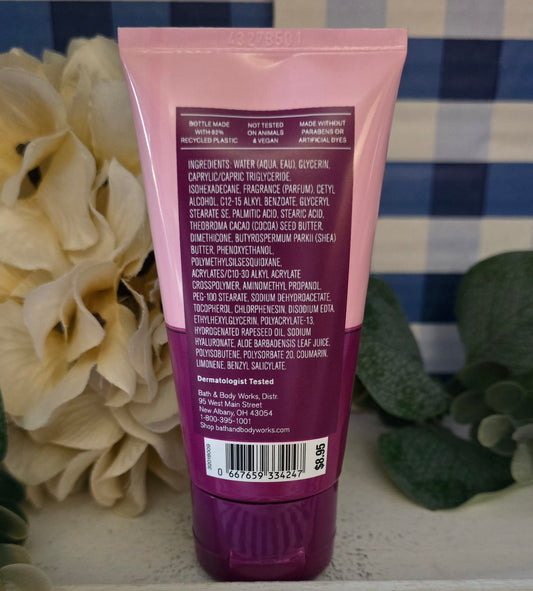 43278501
BOTTLE MADE
WITH 92%
RECYCLED PLASTIC
NOT TESTED
ON ANIMALS
& VEGAN
MADE WITHOUT
PARABENS OR
ARTIFICIAL DYES
INGREDIENTS: WATER (AQUA, EAU), GLYCERIN,
CAPRYLIC/CAPRIC TRIGLYCERIDE,
ISOHEXADECANE, FRAGRANCE (PARFUM), CETYL
ALCOHOL, C12-15 ALKYL BENZOATE, GLYCERYL
STEARATE SE, PALMITIC ACID, STEARIC ACID,
THEOBROMA CACAO (COCOA) SEED BUTTER,
DIMETHICONE, BUTYROSPERMUM PARKII (SHEA)
BUTTER, PHENOXYETHANOL,
POLYMETHYLSILSESQUIOXANE,
ACRYLATES/C10-30 ALKYL ACRYLATE
CROSSPOLYMER, AMINOMETHYL PROPANOL,
PEG-100 STEARATE, SODIUM DEHYDROACETATE,
TOCOPHEROL, CHLORPHENESIN, DISODIUM EDTA,
ETHYLHEXYLGLYCERIN, POLYACRYLATE-13,
HYDROGENATED RAPESEED OIL, SODIUM
HYALURONATE, ALOE BARBADENSIS LEAF JUICE,
POLYISOBUTENE, POLYSORBATE 20, COUMARIN,
LIMONENE, BENZYL SALICYLATE.
Dermatologist Tested
Bath & Body Works, Distr.
95 West Main Street
New Albany, OH 43054
1-800-395-1001
Shop bathandbodyworks.com
0 667659 334247
$8.95